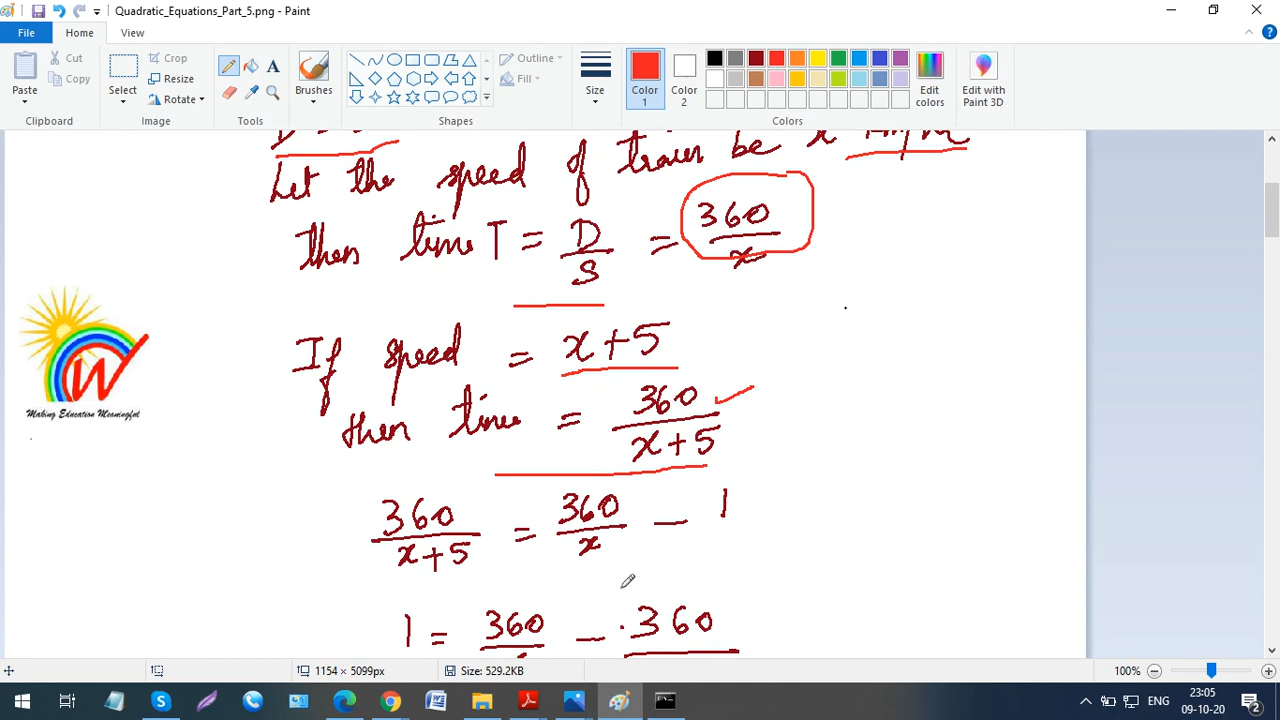 Quadratic_Equations_Part_5.png - Paint
File Home View
Paste Cut Copy Clipboard
Select Crop Resize Rotate Image
Tools
Brushes
Outline Fill Shapes
Size
Color 1 Color 2 Edit colors Colors
Edit with Paint 3D
Let the speed of train be x km/hr
then time T = D/S = 360/x
If speed = x+5
then time = 360/x+5
360/x+5 = 360/x - 1
1 = 360 - 360
W
Making Education Meaningful
1154 × 5099px Size: 529.2KB 100%
ENG 23:05 09-10-20 2